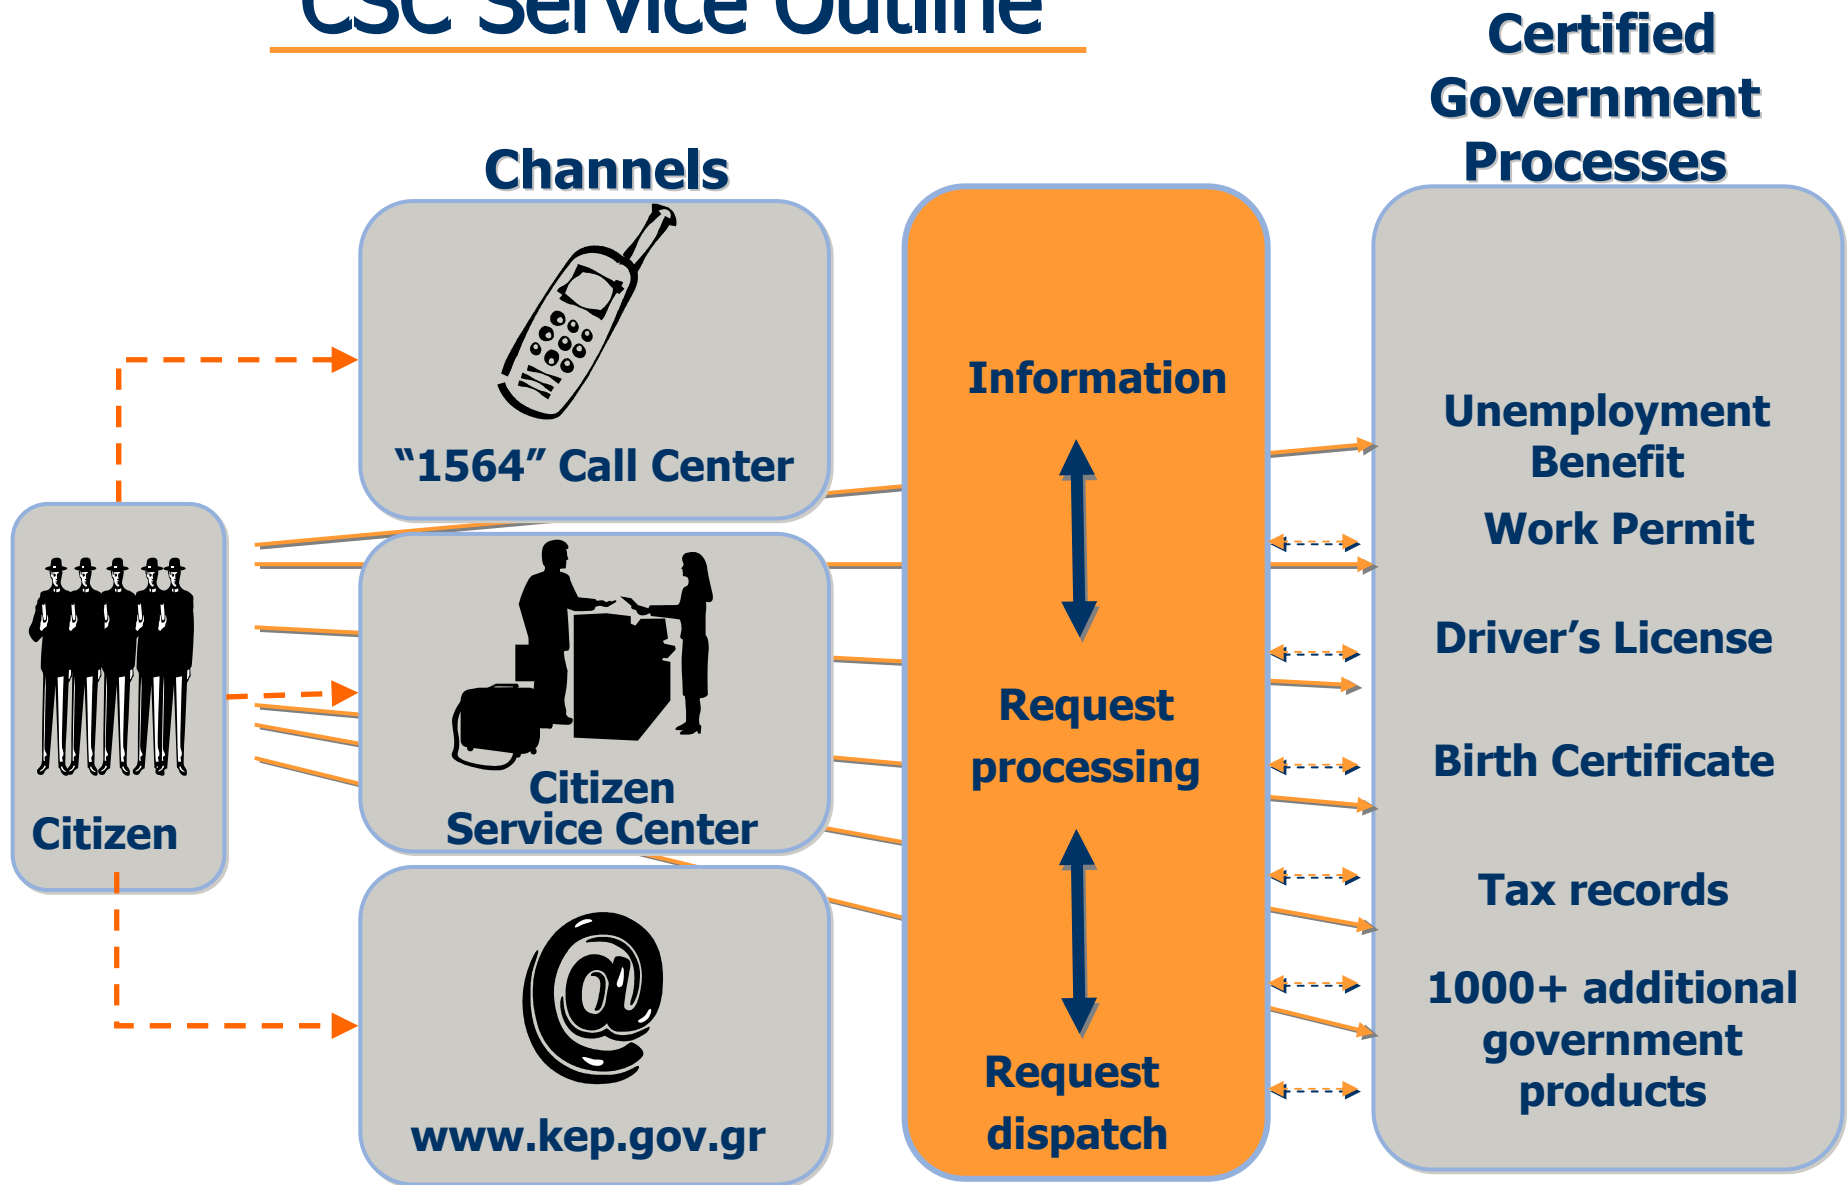 CSC Service Outline
Certified
Government
Processes
Channels
“1564” Call Center
Citizen
Citizen
Service Center
www.kep.gov.gr
Information
Request
processing
Request
dispatch
Unemployment
Benefit
Work Permit
Driver’s License
Birth Certificate
Tax records
1000+ additional
government
products